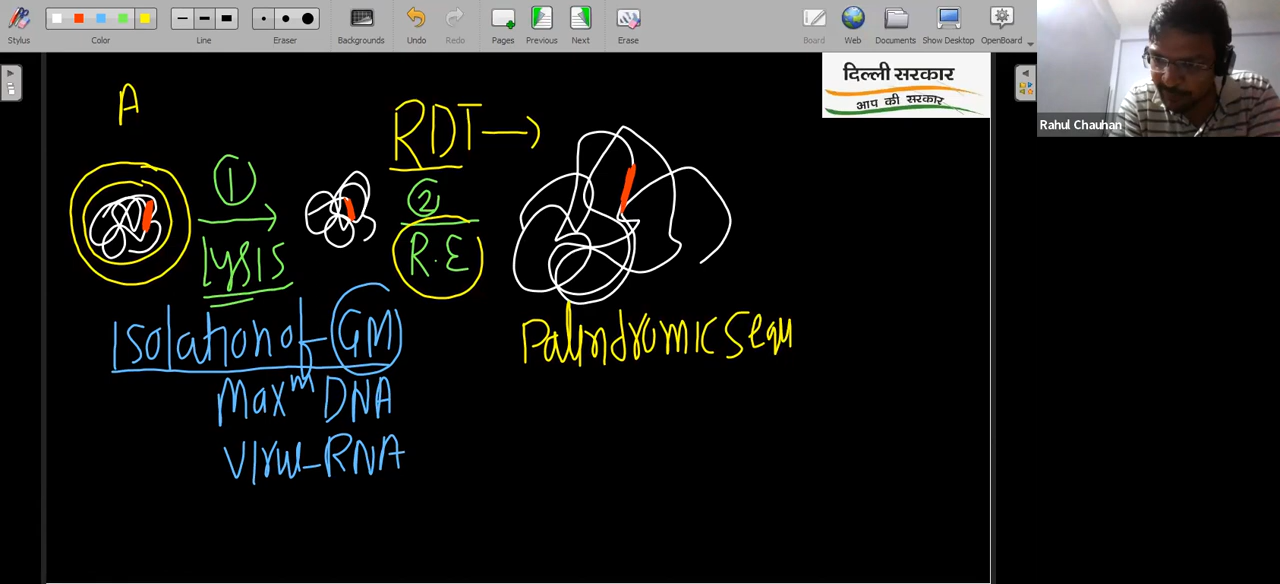 Stylus
Color
Line
Eraser
Backgrounds
Undo
Redo
Pages
Previous
Next
Erase
Board
Web
Documents
Show Desktop
OpenBoard
Rahul Chauhan
दिल्ली सरकार
आप की सरकार
A
RDT →
① →
Lysis
②
R.E
Isolation of GM
Palindromic Sequ
Maxᵐ DNA
Virus - RNA